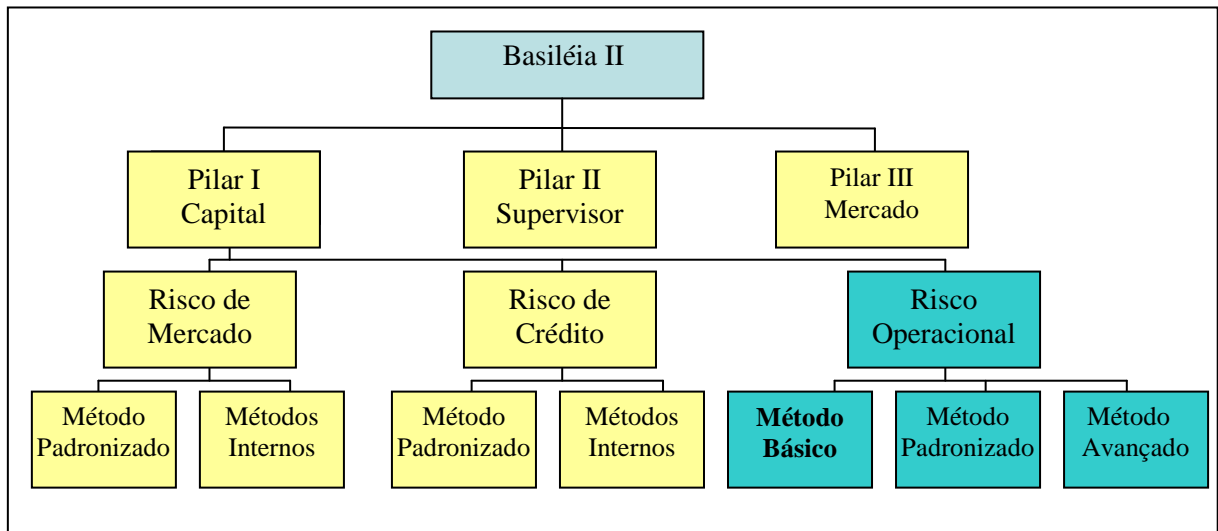 Basiléia II
Pilar I
Capital
Pilar II
Supervisor
Pilar III
Mercado
Risco de
Mercado
Risco de
Crédito
Risco
Operacional
Método
Padronizado
Métodos
Internos
Método
Padronizado
Métodos
Internos
Método
Básico
Método
Padronizado
Método
Avançado